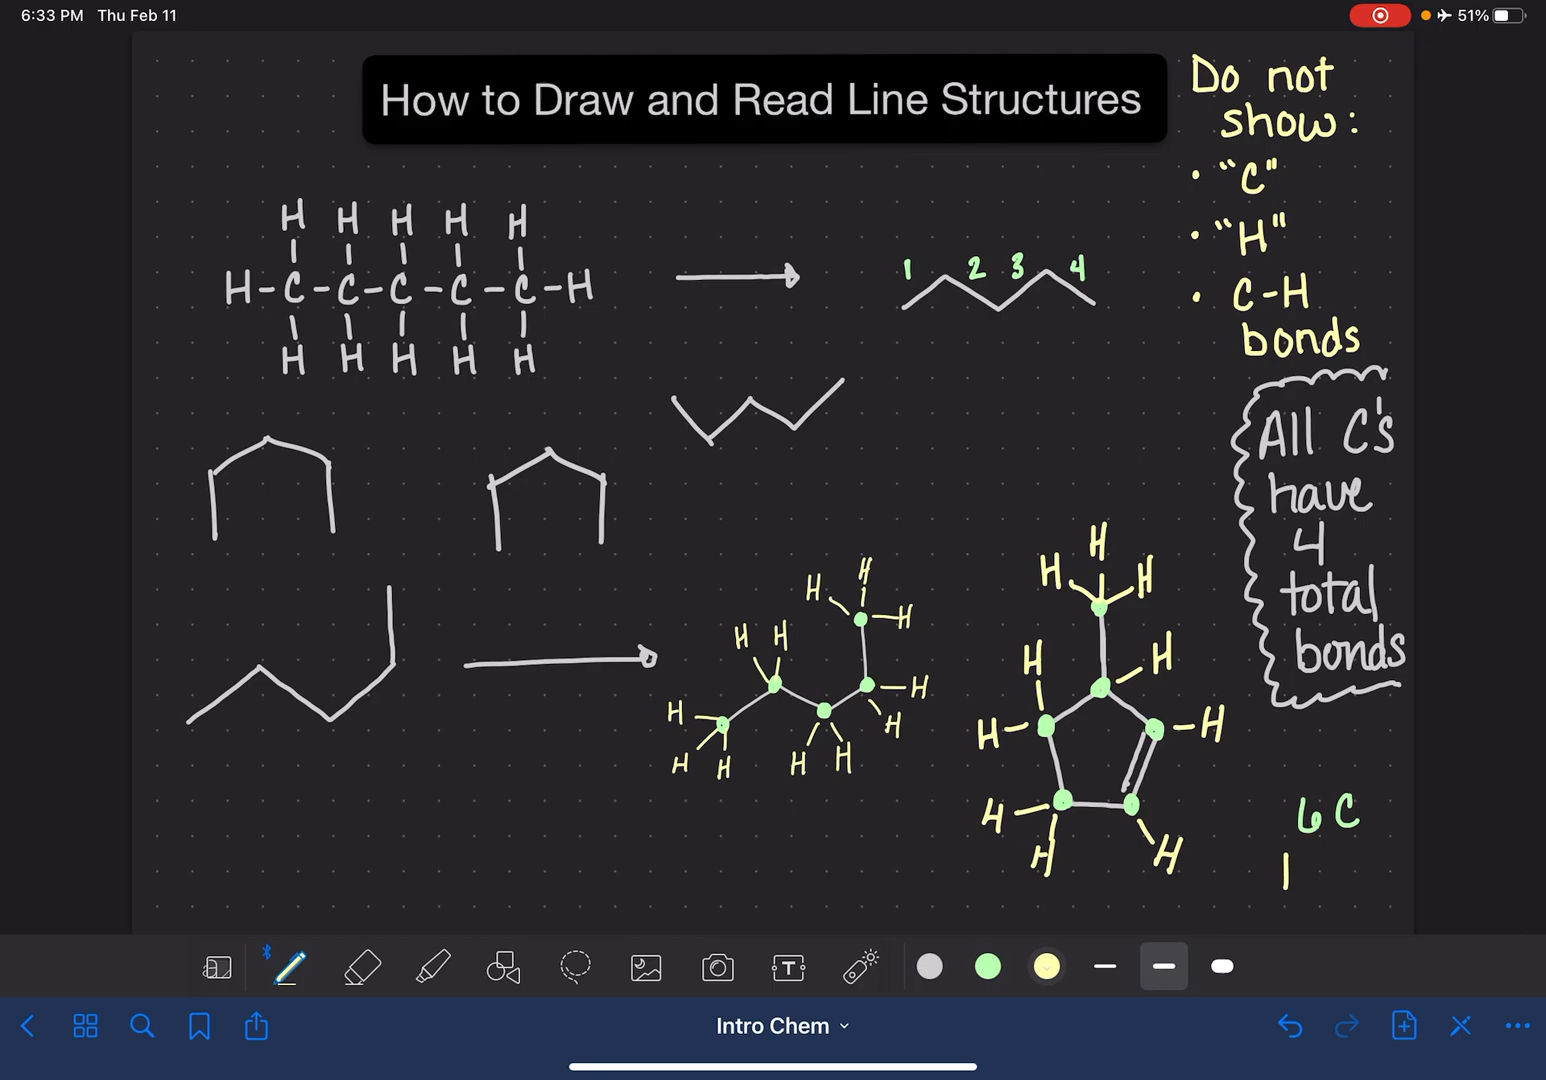 6:33 PM Thu Feb 11
51%
How to Draw and Read Line Structures
Do not
show:
• "C"
• "H"
• C-H
bonds
H H H H H
H-C-C-C-C-C-H
H H H H H
1 2 3 4
All C's
have
4
total
bonds
H H
H H H
H
H H
H H
H H H H
H
H H
H
H H
H H
H
H H
6 C
1
T
Intro Chem